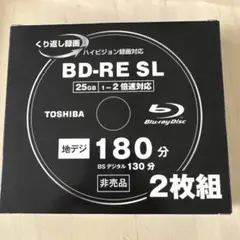 くり返し録画
ハイビジョン録画対応
BD-RE SL
25GB 1-2倍速対応
TOSHIBA
Blu-ray Disc
地デジ 180分
BSデジタル 130分
非売品
2枚組